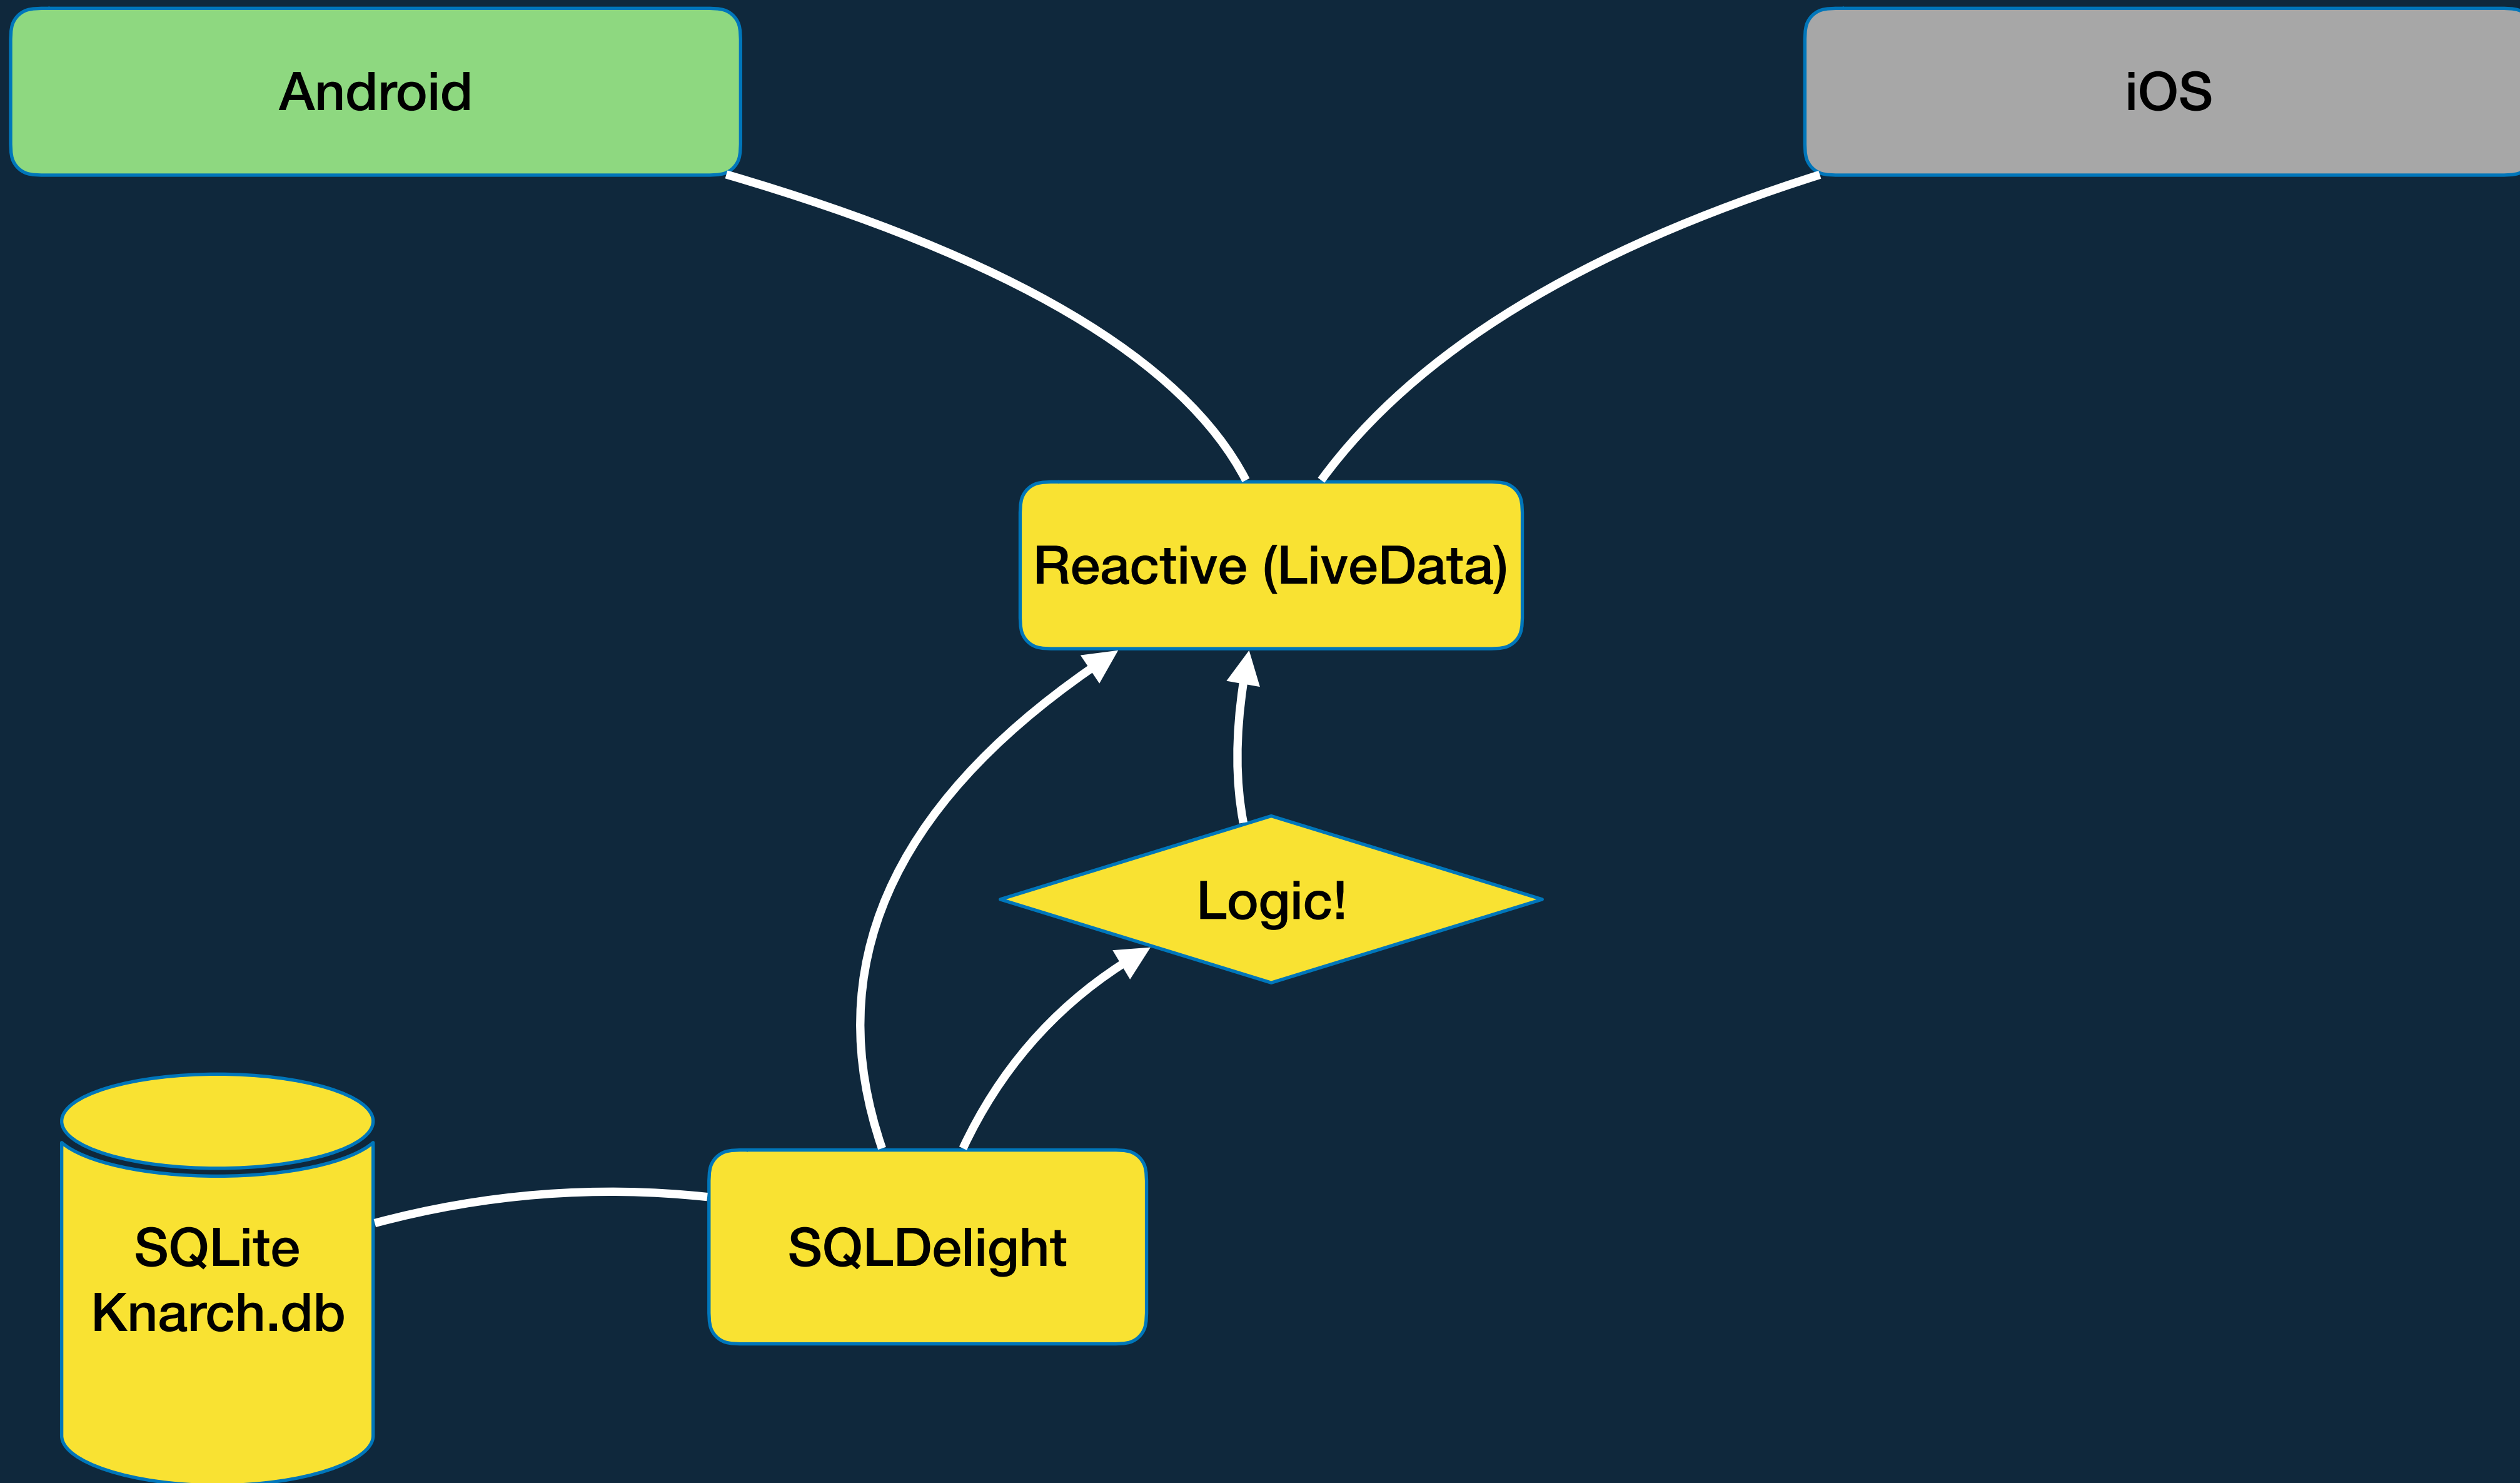 Android
iOS
Reactive (LiveData)
Logic!
SQLite
Knarch.db
SQLDelight